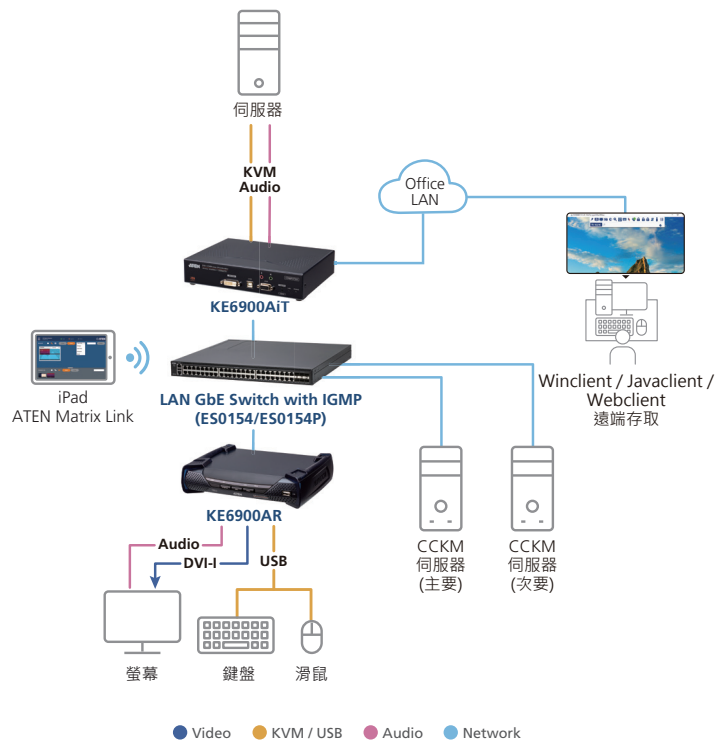 伺服器
KVM
Audio
Office
LAN
KE6900AiT
iPad
ATEN Matrix Link
LAN GbE Switch with IGMP
(ES0154/ES0154P)
Winclient / Javaclient /
Webclient
遠端存取
KE6900AR
Audio
DVI-I
USB
CCKM
伺服器
(主要)
CCKM
伺服器
(次要)
螢幕
鍵盤
滑鼠
Video
KVM / USB
Audio
Network